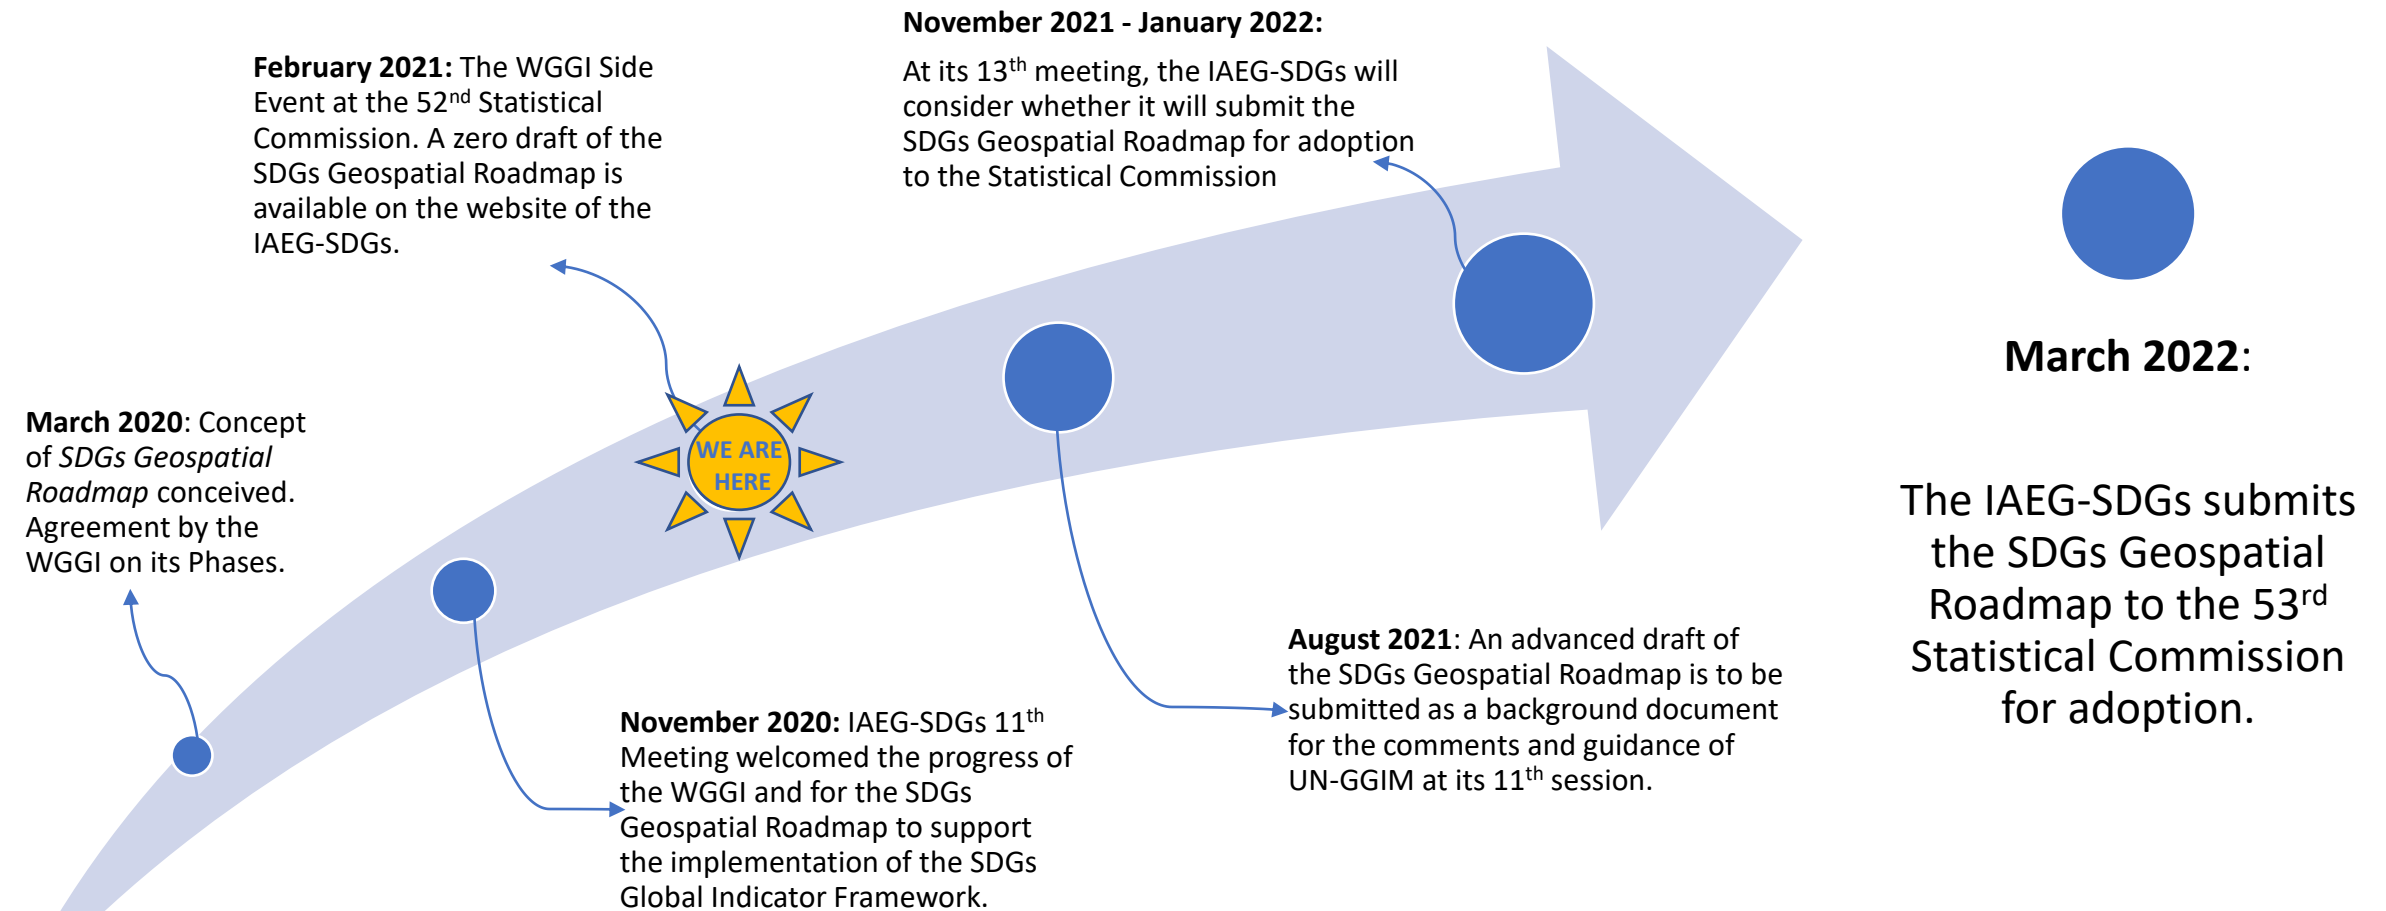 March 2020: Concept
of SDGs Geospatial
Roadmap conceived.
Agreement by the
WGGI on its Phases.
November 2020: IAEG-SDGs 11th
Meeting welcomed the progress of
the WGGI and for the SDGs
Geospatial Roadmap to support
the implementation of the SDGs
Global Indicator Framework.
February 2021: The WGGI Side
Event at the 52nd Statistical
Commission. A zero draft of the
SDGs Geospatial Roadmap is
available on the website of the
IAEG-SDGs.
WE ARE
HERE
August 2021: An advanced draft of
the SDGs Geospatial Roadmap is to be
submitted as a background document
for the comments and guidance of
UN-GGIM at its 11th session.
November 2021 - January 2022:
At its 13th meeting, the IAEG-SDGs will
consider whether it will submit the
SDGs Geospatial Roadmap for adoption
to the Statistical Commission
March 2022:
The IAEG-SDGs submits
the SDGs Geospatial
Roadmap to the 53rd
Statistical Commission
for adoption.